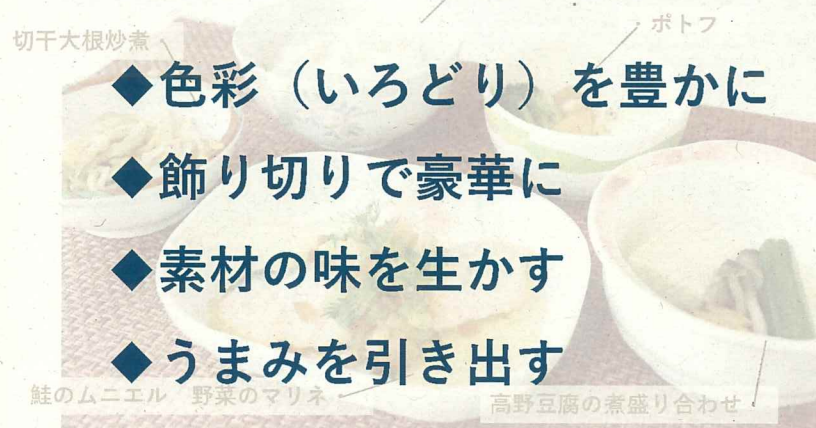 切干大根炒煮
ポトフ
◆色彩（いろどり）を豊かに
◆飾り切りで豪華に
◆素材の味を生かす
◆うまみを引き出す
鮭のムニエル 野菜のマリネ
高野豆腐の煮盛り合わせ